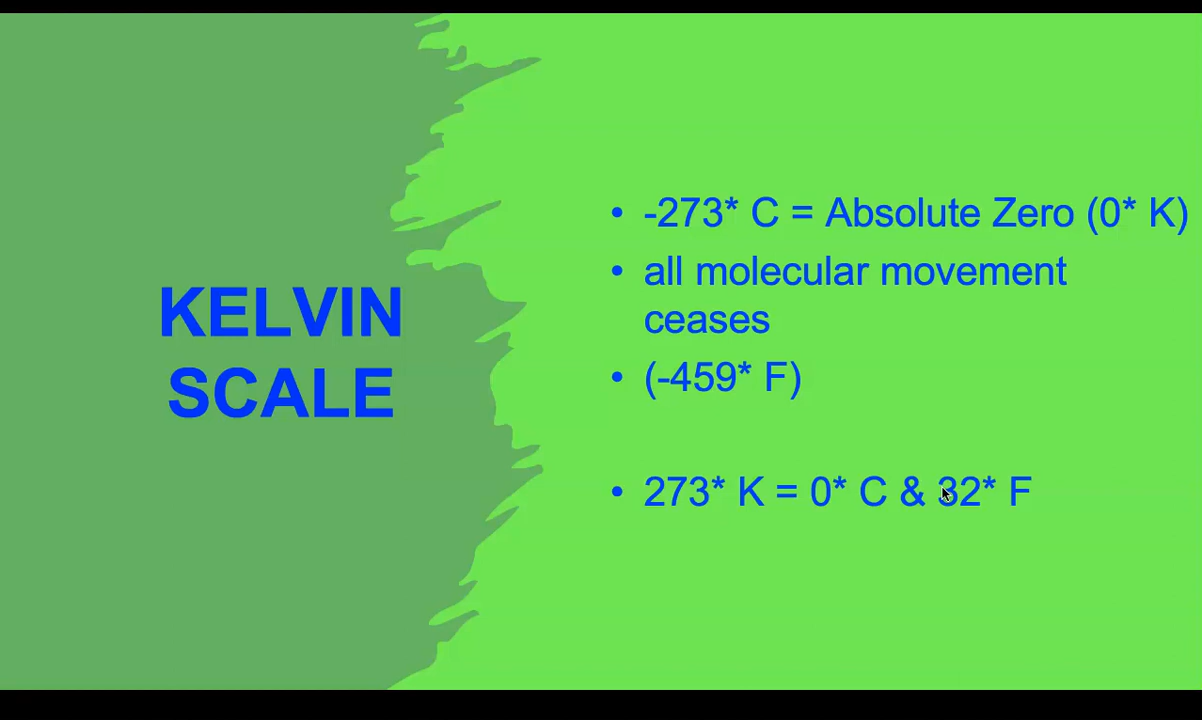 KELVIN
SCALE
• -273* C = Absolute Zero (0* K)
• all molecular movement
ceases
• (-459* F)
• 273* K = 0* C & 32* F